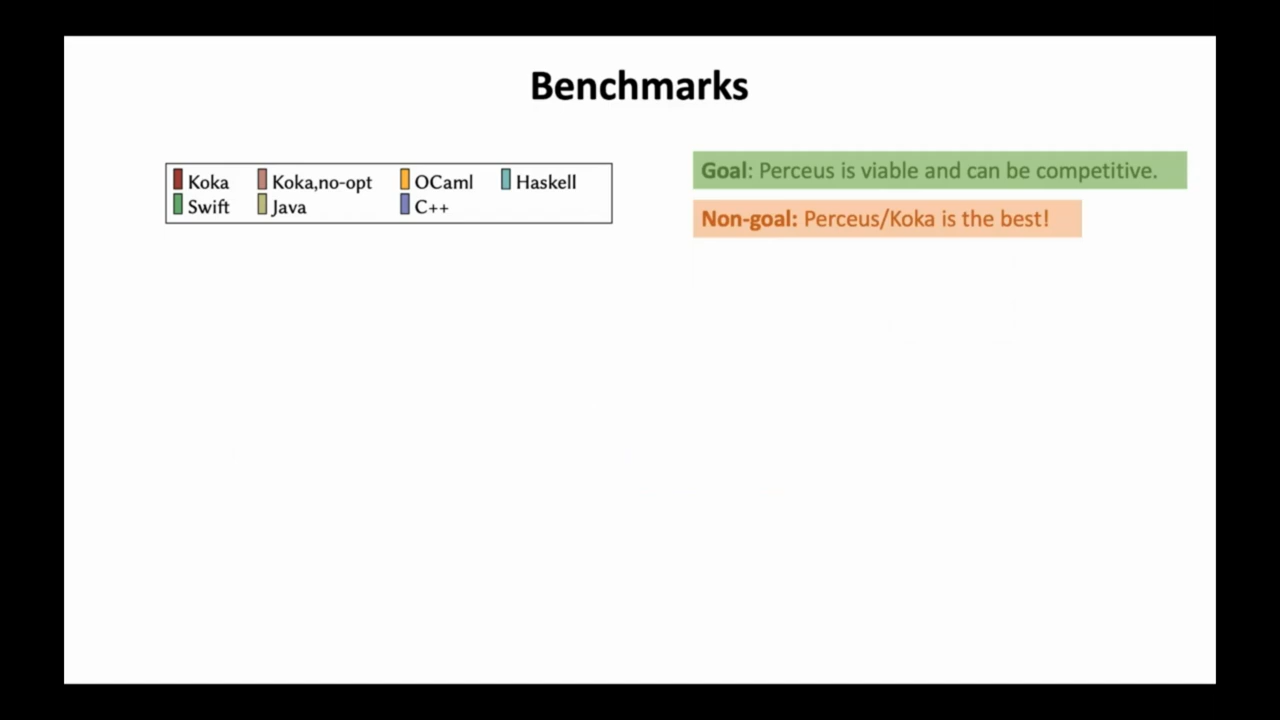 Benchmarks
Koka Koka,no-opt OCaml Haskell
Swift Java C++
Goal: Perceus is viable and can be competitive.
Non-goal: Perceus/Koka is the best!